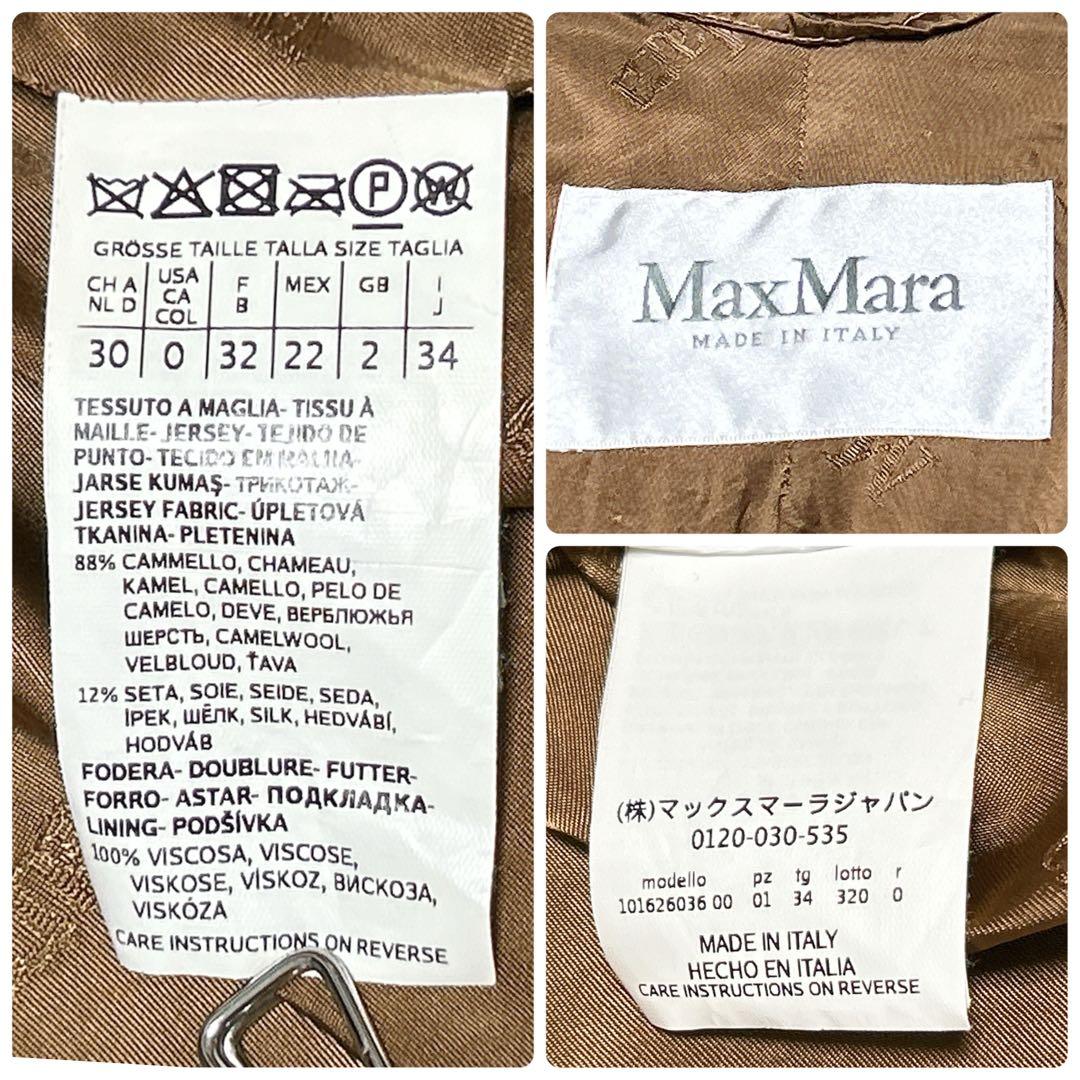 P
W
GRÖSSE TAILLE TALLA SIZE TAGLIA
CH A NL D
USA CA COL
F B
MEX
GB
I J
30 0 32 22 2 34
TESSUTO A MAGLIA- TISSU À
MAILLE- JERSEY- TEJIDO DE
PUNTO- TECIDO EM MALHA-
JARSE KUMAŞ- ТРИКОТАЖ-
JERSEY FABRIC- ÚPLETOVÁ
TKANINA- PLETENINA
88% CAMMELLO, CHAMEAU,
KAMEL, CAMELLO, PELO DE
CAMELO, DEVE, ВЕРБЛЮЖЬЯ
ШЕРСТЬ, CAMELWOOL,
VELBLOUD, ŤAVA
12% SETA, SOIE, SEIDE, SEDA,
İPEK, ШЁЛК, SILK, HEDVÁBÍ,
HODVÁB
FODERA- DOUBLURE- FUTTER-
FORRO- ASTAR- ПОДКЛАДКА-
LINING- PODŠÍVKA
100% VISCOSA, VISCOSE,
VISKOSE, VİSKOZ, ВИСКОЗА,
VISKÓZA
CARE INSTRUCTIONS ON REVERSE
MaxMara
MADE IN ITALY
(株)マックスマーラジャパン
0120-030-535
modello pz tg lotto r
101626036 00 01 34 320 0
MADE IN ITALY
HECHO EN ITALIA
CARE INSTRUCTIONS ON REVERSE